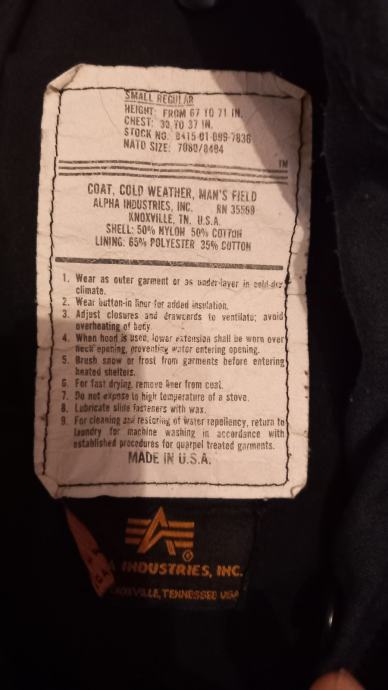 SMALL REGULAR
HEIGHT: FROM 67 TO 71 IN.
CHEST: 33 TO 37 IN.
STOCK NO. 8415-01-099-7836
NATO SIZE: 7080/8494
TM
COAT, COLD WEATHER, MAN'S FIELD
ALPHA INDUSTRIES, INC. RN 35569
KNOXVILLE, TN. U.S.A.
SHELL: 50% NYLON 50% COTTON
LINING: 65% POLYESTER 35% COTTON
1. Wear as outer garment or as under-layer in cold-dry
climate.
2. Wear button-in liner for added insulation.
3. Adjust closures and drawcords to ventilate; avoid
overheating of body.
4. When hood is used, lower extension shall be worn over
neck opening, preventing water entering opening.
5. Brush snow or frost from garments before entering
heated shelters.
6. For fast drying, remove liner from coat.
7. Do not expose to high temperature of a stove.
8. Lubricate slide fasteners with wax.
9. For cleaning and restoring of water repellency, return to
laundry for machine washing in accordance with
established procedures for quarpel treated garments.
MADE IN U.S.A.
A INDUSTRIES, INC.
KNOXVILLE, TENNESSEE USA